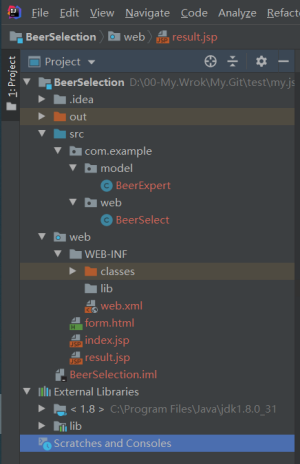 File Edit View Navigate Code Analyze Refact
BeerSelection web result.jsp
1: Project
Project
BeerSelection D:\00-My.Wrok\My.Git\test\my.js
.idea
out
src
com.example
model
BeerExpert
web
BeerSelect
web
WEB-INF
classes
lib
web.xml
form.html
index.jsp
result.jsp
BeerSelection.iml
External Libraries
< 1.8 > C:\Program Files\Java\jdk1.8.0_31
lib
Scratches and Consoles